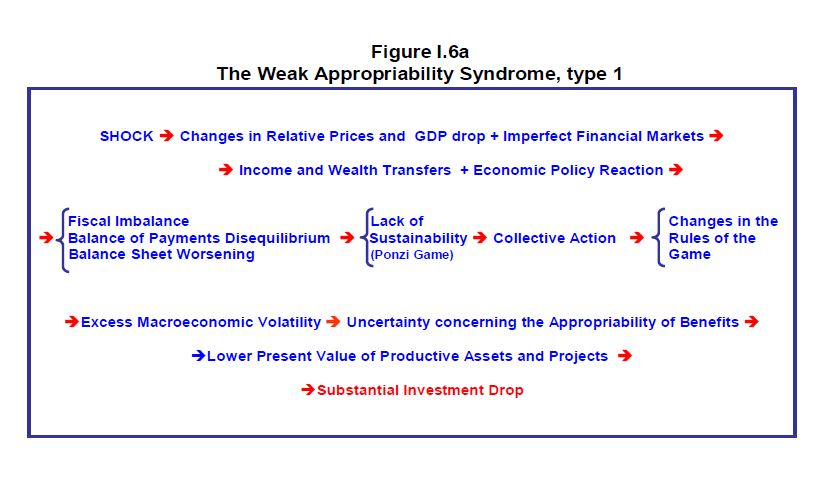 Figure I.6a
The Weak Appropriability Syndrome, type 1
SHOCK ➔ Changes in Relative Prices and GDP drop + Imperfect Financial Markets ➔
➔ Income and Wealth Transfers + Economic Policy Reaction ➔
Fiscal Imbalance Lack of Changes in the
➔ Balance of Payments Disequilibrium ➔ Sustainability ➔ Collective Action ➔ Rules of the
Balance Sheet Worsening (Ponzi Game) Game
➔Excess Macroeconomic Volatility ➔ Uncertainty concerning the Appropriability of Benefits ➔
➔Lower Present Value of Productive Assets and Projects ➔
➔Substantial Investment Drop